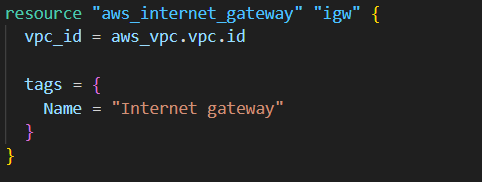 resource "aws_internet_gateway" "igw" {
  vpc_id = aws_vpc.vpc.id

  tags = {
    Name = "Internet gateway"
  }
}